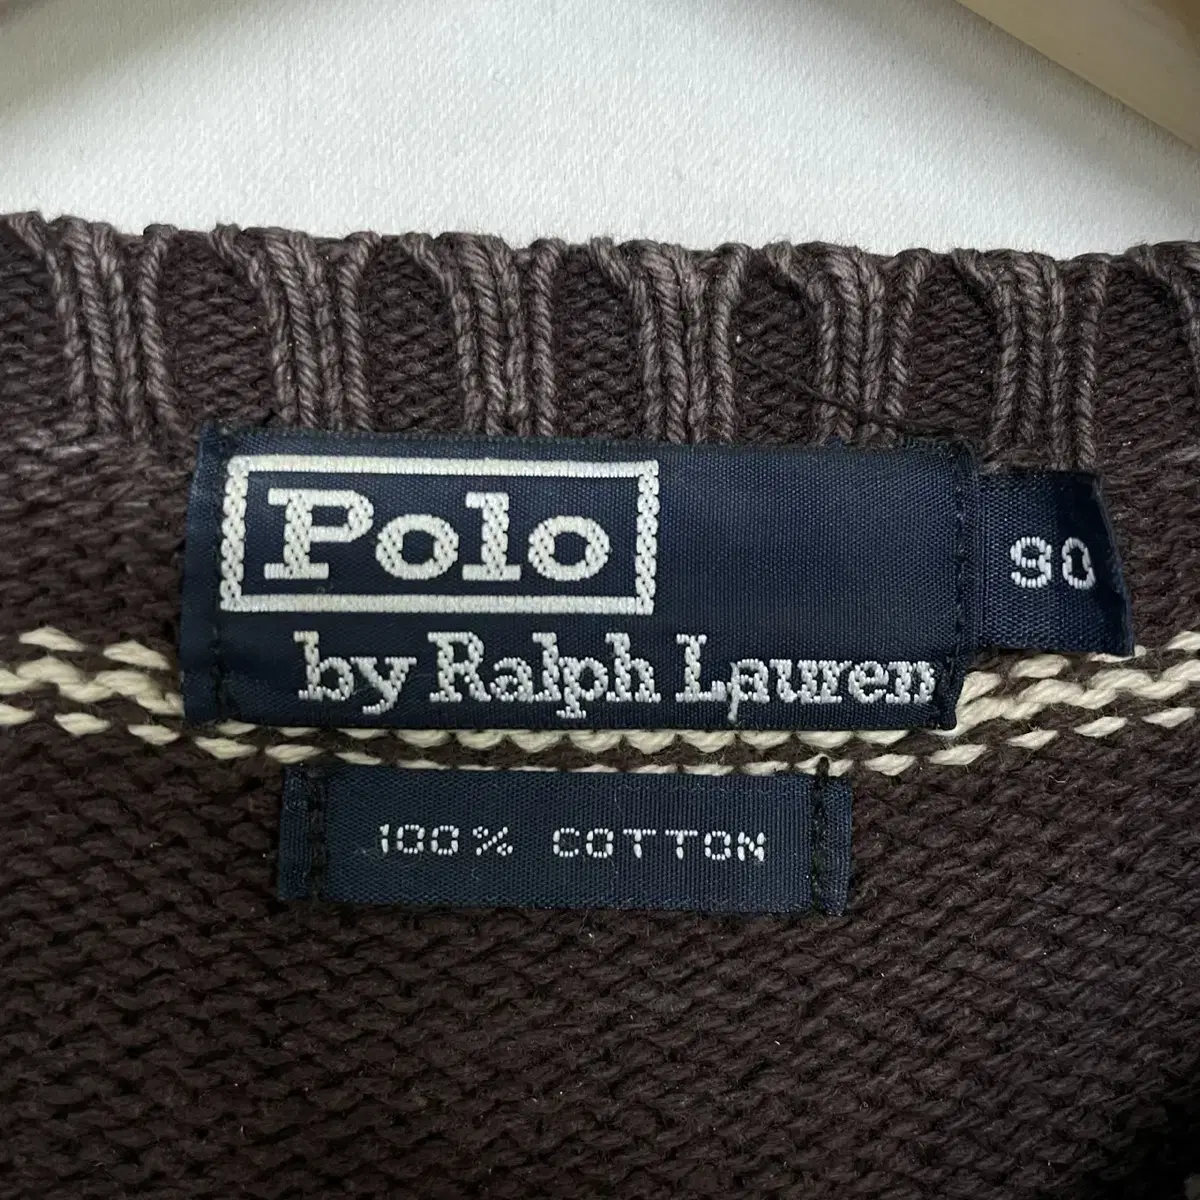 Polo
by Ralph Lauren
90
100% COTTON